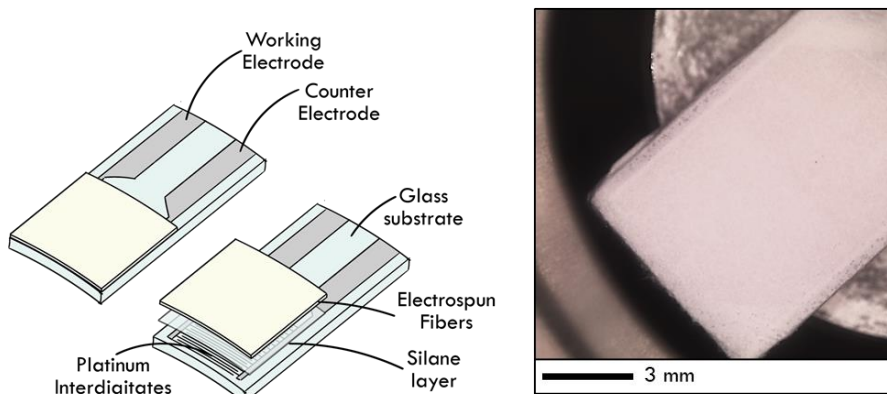 Working
Electrode
Counter
Electrode
Glass
substrate
Electrospun
Fibers
Platinum
Interdigitates
Silane
layer
3 mm